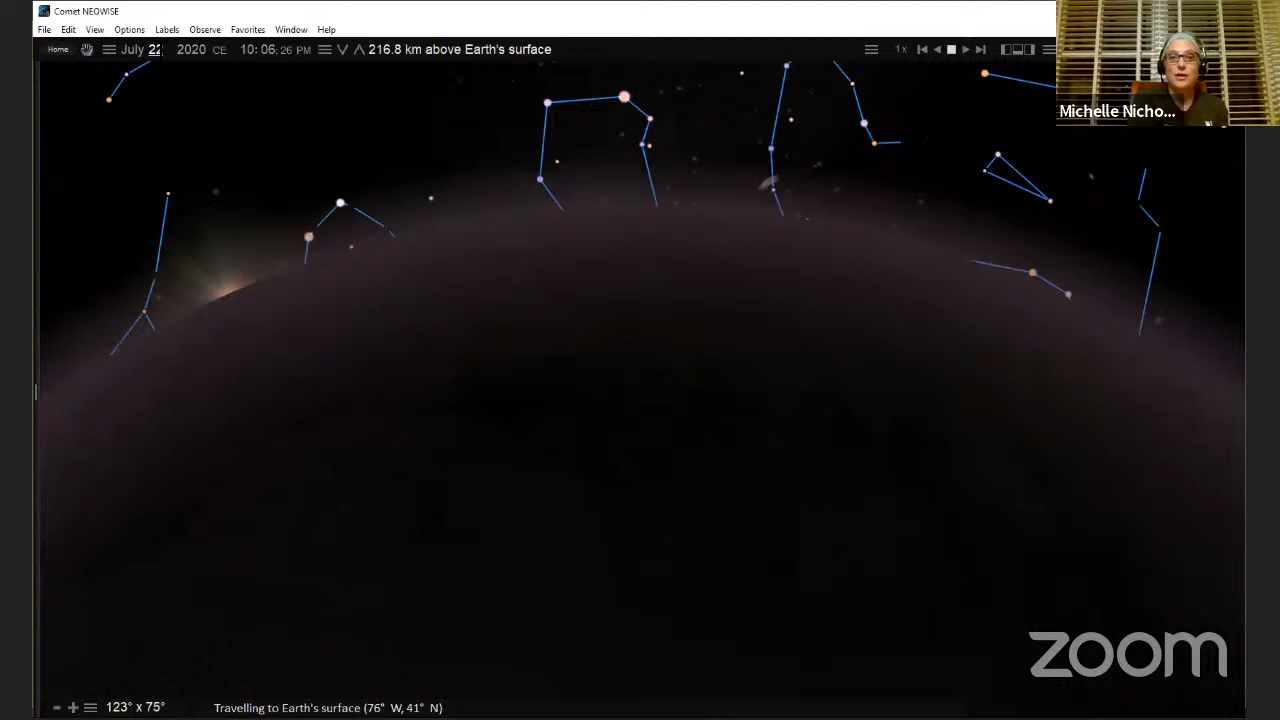 Comet NEOWISE
File Edit View Options Labels Observe Favorites Window Help
Home July 22 2020 CE 10:06:26 PM 216.8 km above Earth's surface 1x
Michelle Nicho...
zoom
123° x 75° Travelling to Earth's surface (76° W, 41° N)